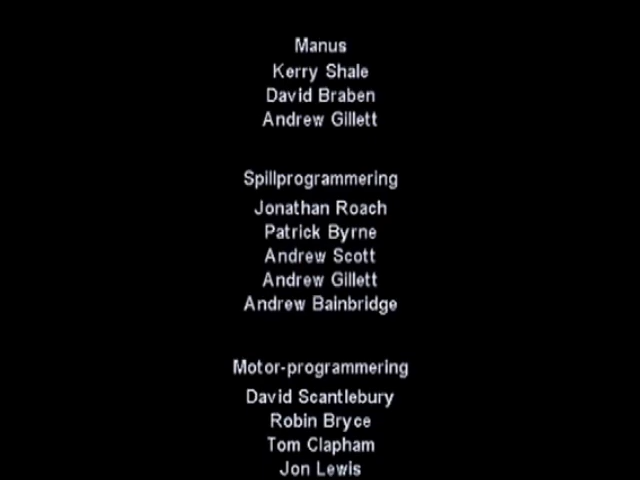 Manus
Kerry Shale
David Braben
Andrew Gillett
Spillprogrammering
Jonathan Roach
Patrick Byrne
Andrew Scott
Andrew Gillett
Andrew Bainbridge
Motor-programmering
David Scantlebury
Robin Bryce
Tom Clapham
Jon Lewis